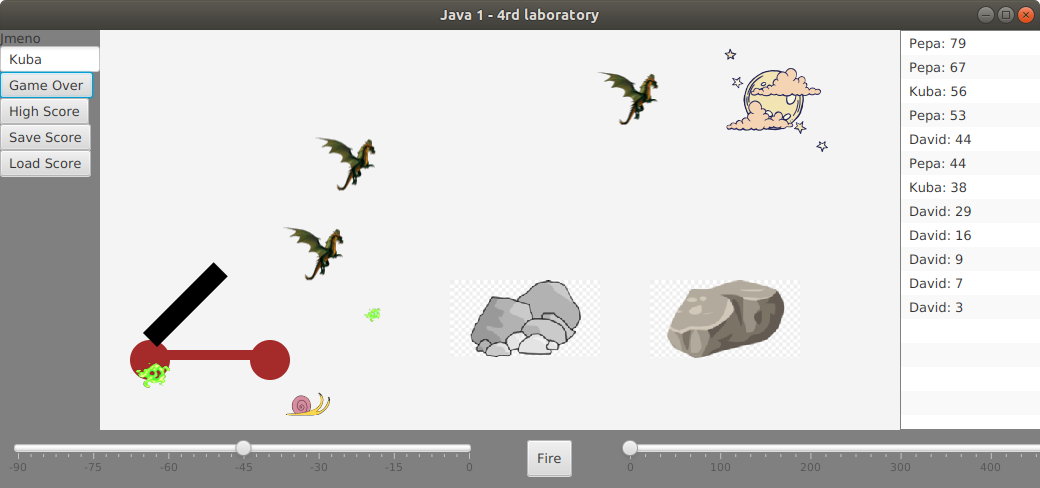 Java 1 - 4rd laboratory
Jmeno
Kuba
Game Over
High Score
Save Score
Load Score
Pepa: 79
Pepa: 67
Kuba: 56
Pepa: 53
David: 44
Pepa: 44
Kuba: 38
David: 29
David: 16
David: 9
David: 7
David: 3
-90 -75 -60 -45 -30 -15 0
Fire
0 100 200 300 400